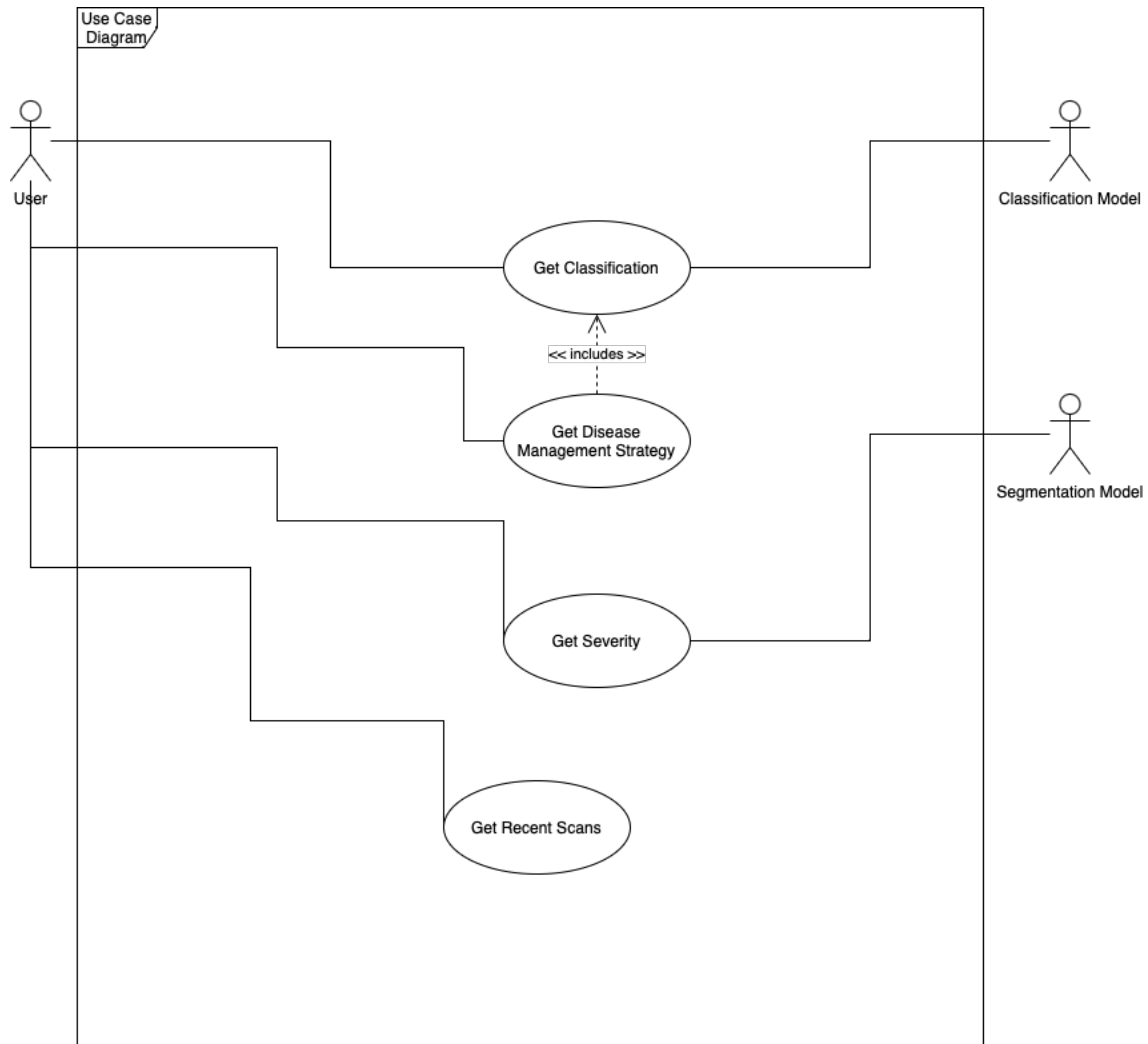 Use Case
Diagram
User
Classification Model
Get Classification
<< includes >>
Get Disease
Management Strategy
Segmentation Model
Get Severity
Get Recent Scans